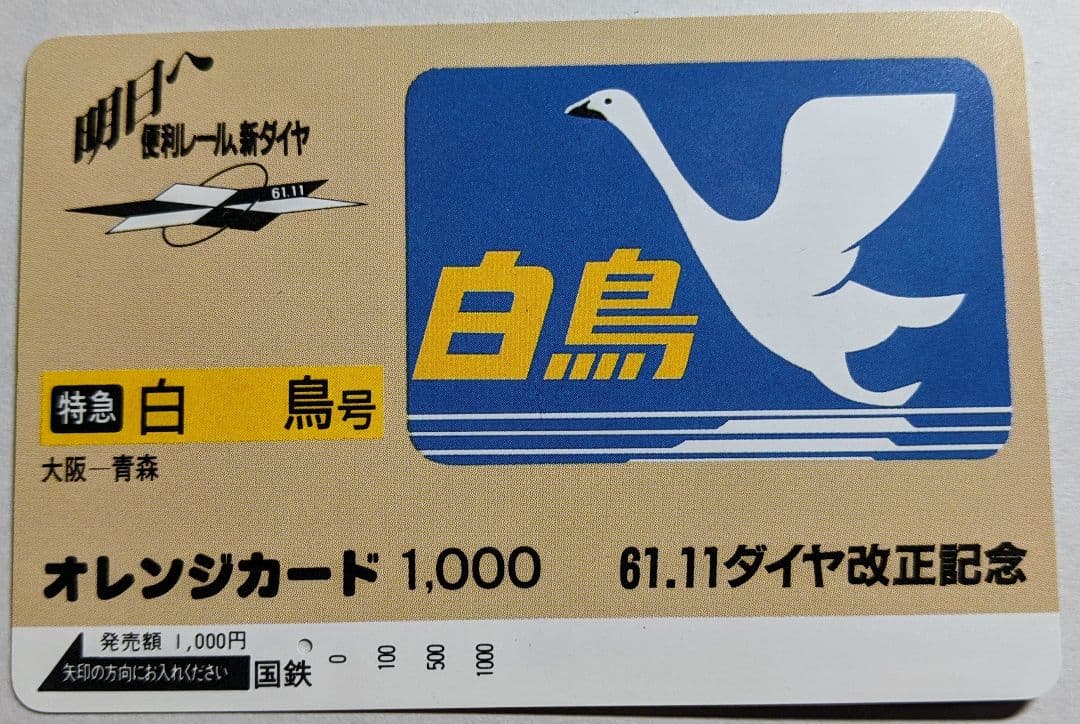 明日へ
便利レール、新ダイヤ
61.11
白鳥
特急 白鳥号
大阪―青森
オレンジカード 1,000
61.11ダイヤ改正記念
発売額 1,000円
矢印の方向にお入れください
国鉄
0 100 500 1000